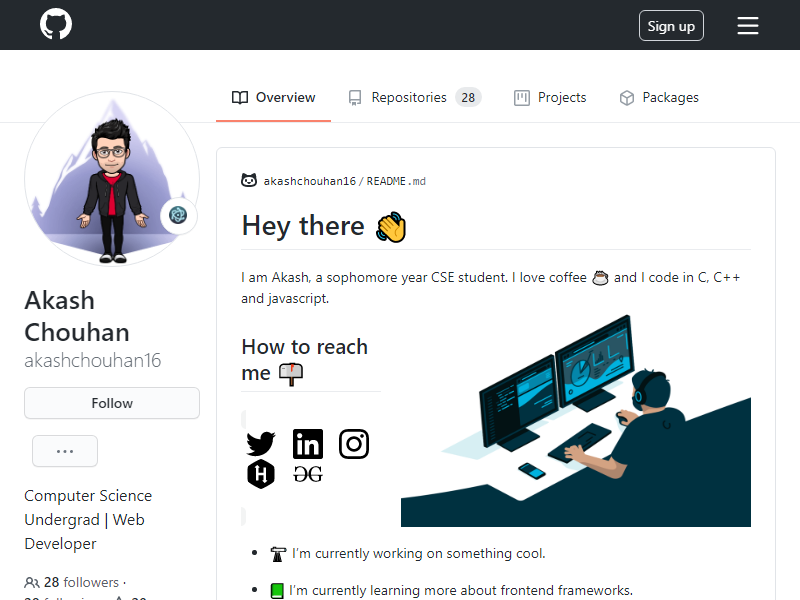 Sign up
Overview
Repositories 28
Projects
Packages
akashchouhan16/README.md
Hey there
I am Akash, a sophomore year CSE student. I love coffee and I code in C, C++
and javascript.
How to reach
me
I'm currently working on something cool.
I'm currently learning more about frontend frameworks.
Akash
Chouhan
akashchouhan16
Follow
Computer Science
Undergrad | Web
Developer
28 followers ·